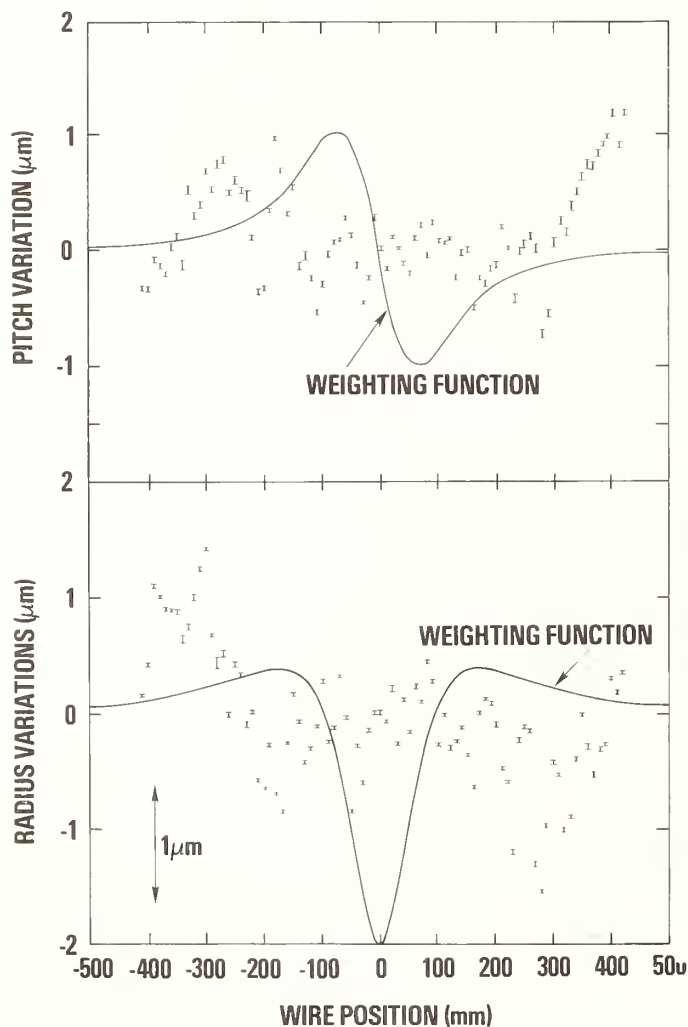 2
1
0
-1
PITCH VARIATION (µm)
WEIGHTING FUNCTION
2
1
0
-1
-2
RADIUS VARIATIONS (µm)
WEIGHTING FUNCTION
1µm
-500 -400 -300 -200 -100 0 100 200 300 400 50υ
WIRE POSITION (mm)